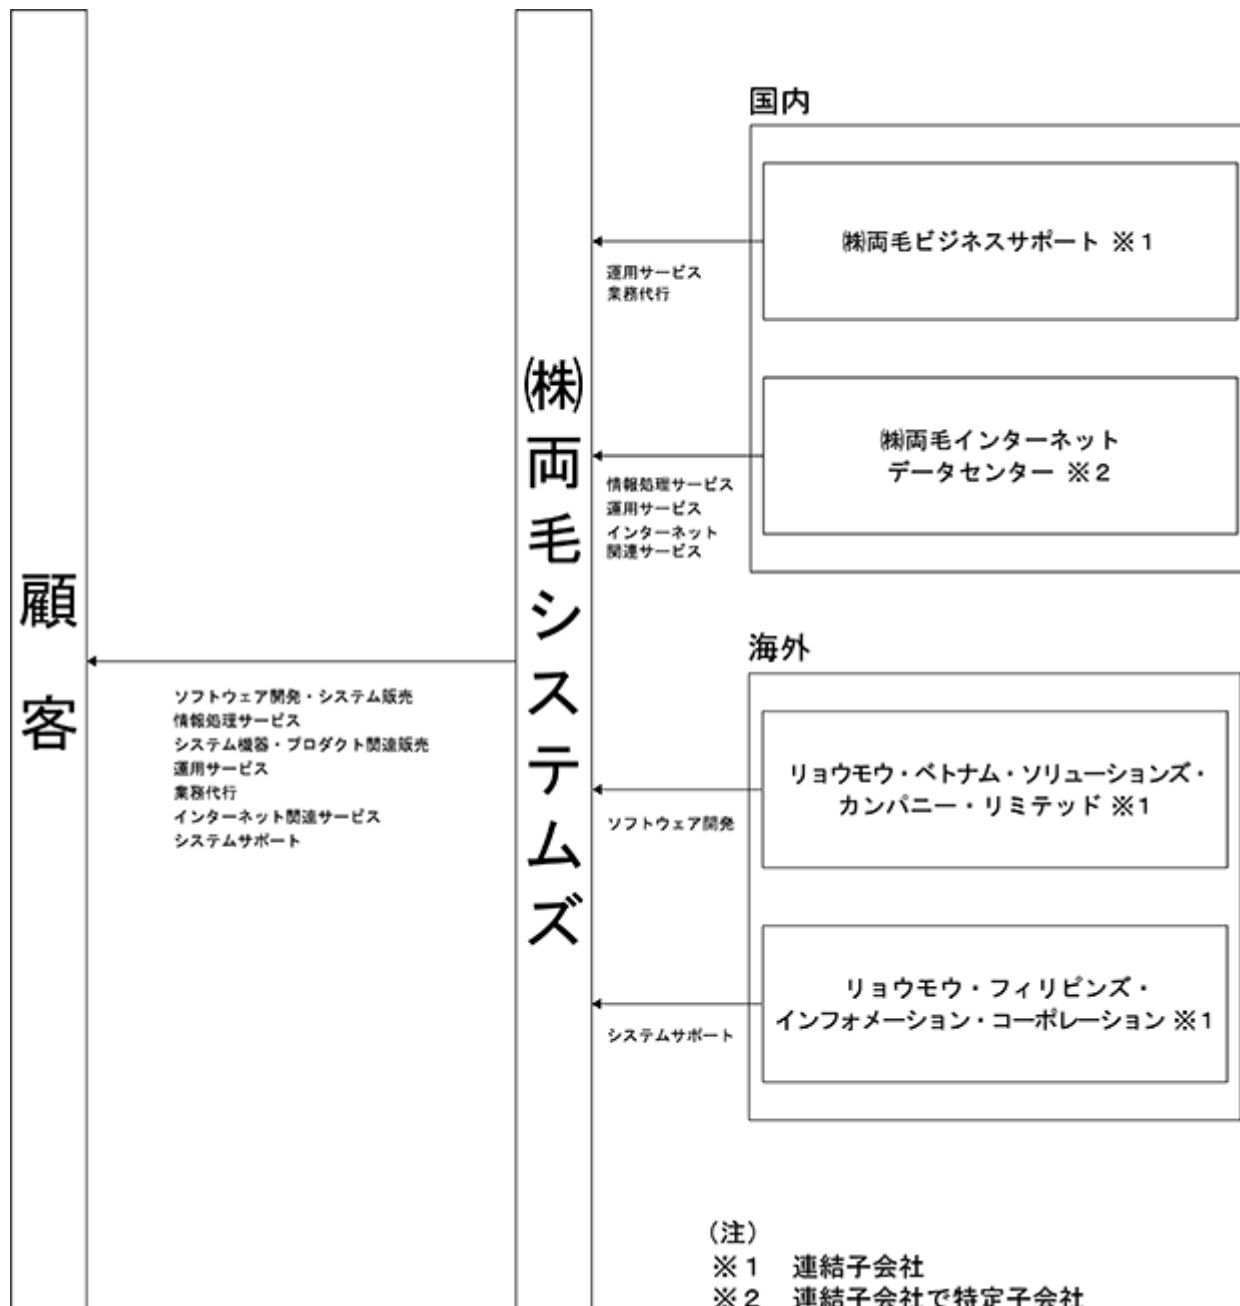 顧客
ソフトウェア開発・システム販売
情報処理サービス
システム機器・プロダクト関連販売
運用サービス
業務代行
インターネット関連サービス
システムサポート
㈱両毛システムズ
運用サービス
業務代行
情報処理サービス
運用サービス
インターネット
関連サービス
ソフトウェア開発
システムサポート
国内
㈱両毛ビジネスサポート ※1
㈱両毛インターネット
データセンター ※2
海外
リョウモウ・ベトナム・ソリューションズ・
カンパニー・リミテッド ※1
リョウモウ・フィリピンズ・
インフォメーション・コーポレーション ※1
(注)
※1 連結子会社
※2 連結子会社で特定子会社